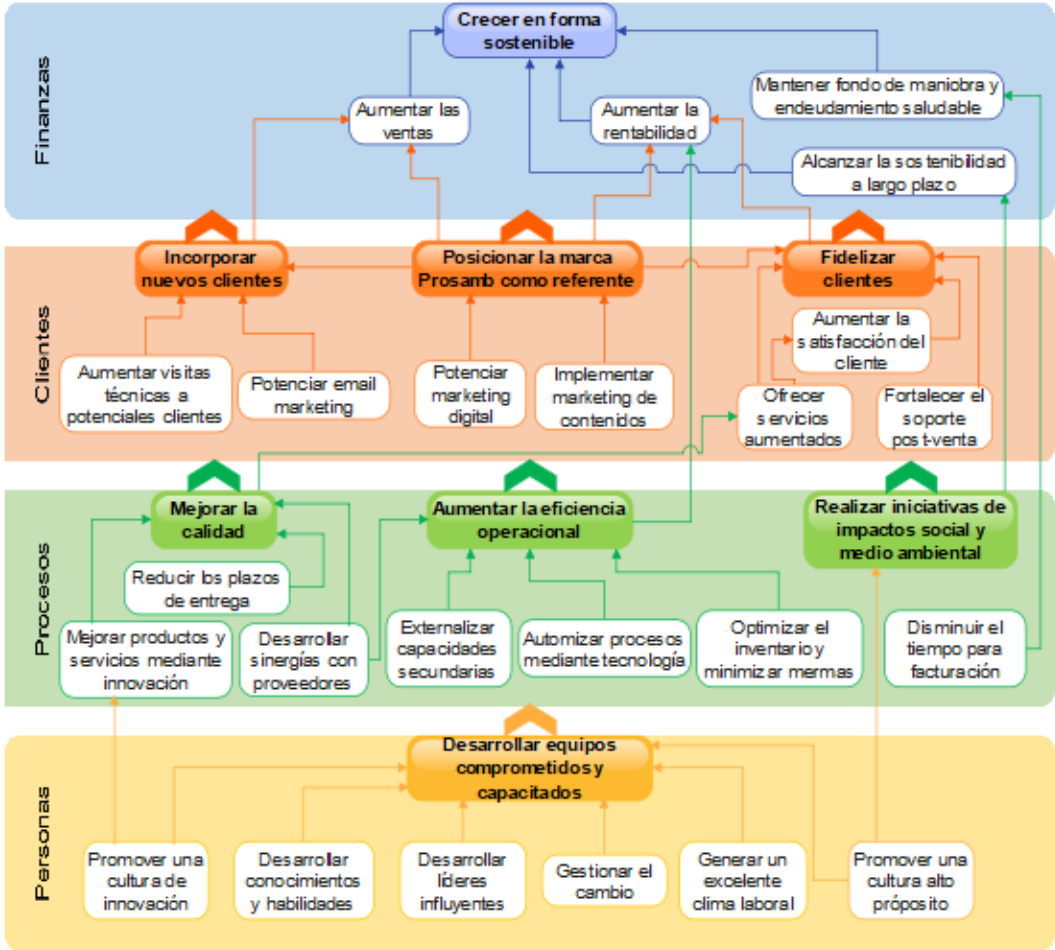 Finanzas
Crecer en forma
sostenible
Aumentar las
ventas
Aumentar la
rentabilidad
Mantener fondo de maniobra y
endeudamiento saludable
Alcanzar la sostenibilidad
a largo plazo
Clientes
Incorporar
nuevos clientes
Posicionar la marca
Prosamb como referente
Fidelizar
clientes
Aumentar visitas
técnicas a
potenciales clientes
Potenciar email
marketing
Potenciar
marketing
digital
Implementar
marketing de
contenidos
Aumentar la
satisfacción del
cliente
Ofrecer
servicios
aumentados
Fortalecer el
soporte
post-venta
Procesos
Mejorar la
calidad
Aumentar la eficiencia
operacional
Realizar iniciativas de
impactos social y
medio ambiental
Reducir los plazos
de entrega
Mejorar productos y
servicios mediante
innovación
Desarrollar
sinergías con
proveedores
Externalizar
capacidades
secundarias
Automizar procesos
mediante tecnología
Optimizar el
inventario y
minimizar mermas
Disminuir el
tiempo para
facturación
Personas
Desarrollar equipos
comprometidos y
capacitados
Promover una
cultura de
innovación
Desarrollar
conocimientos
y habilidades
Desarrollar
líderes
influyentes
Gestionar el
cambio
Generar un
excelente
clima laboral
Promover una
cultura alto
próposito